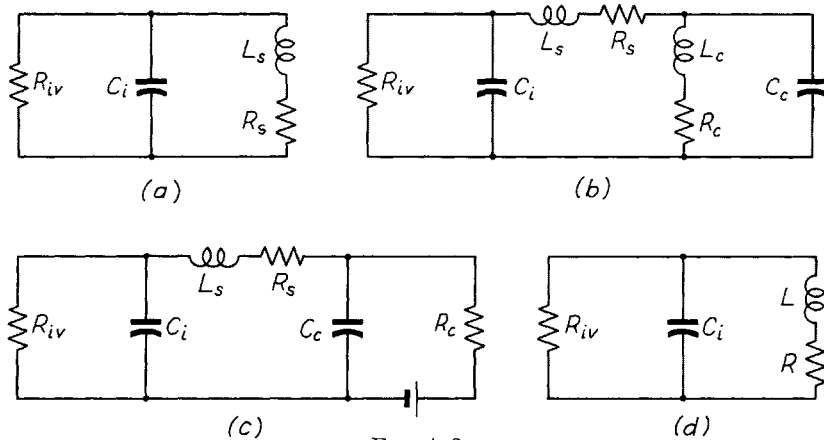 R_iv C_i L_s R_s
(a)
R_iv C_i L_s R_s L_c R_c C_c
(b)
R_iv C_i L_s R_s C_c R_c
(c)
R_iv C_i L R
(d)